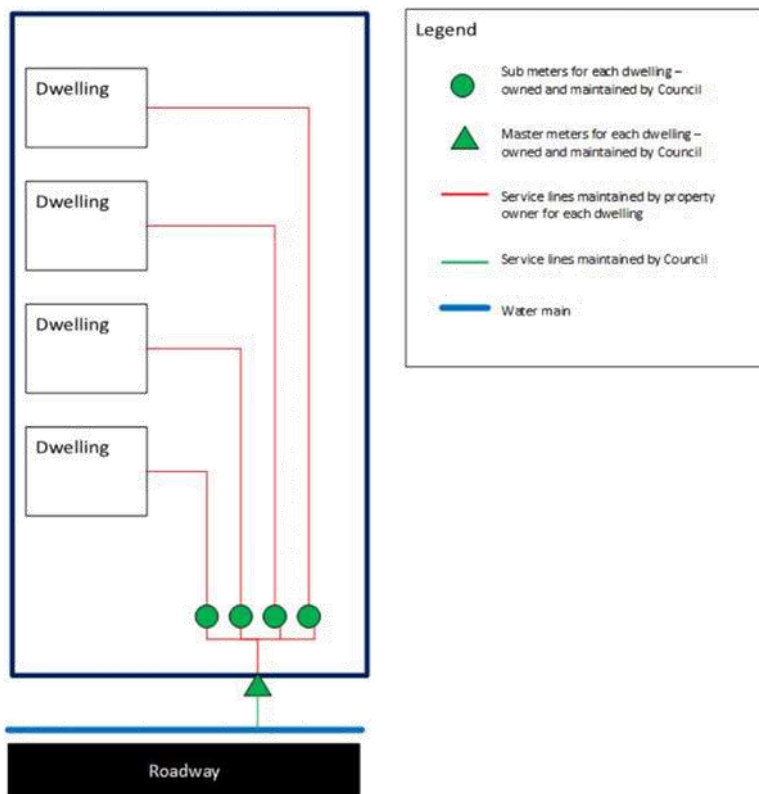 Dwelling
Dwelling
Dwelling
Dwelling
Roadway
Legend
Sub meters for each dwelling –
owned and maintained by Council
Master meters for each dwelling –
owned and maintained by Council
Service lines maintained by property
owner for each dwelling
Service lines maintained by Council
Water main